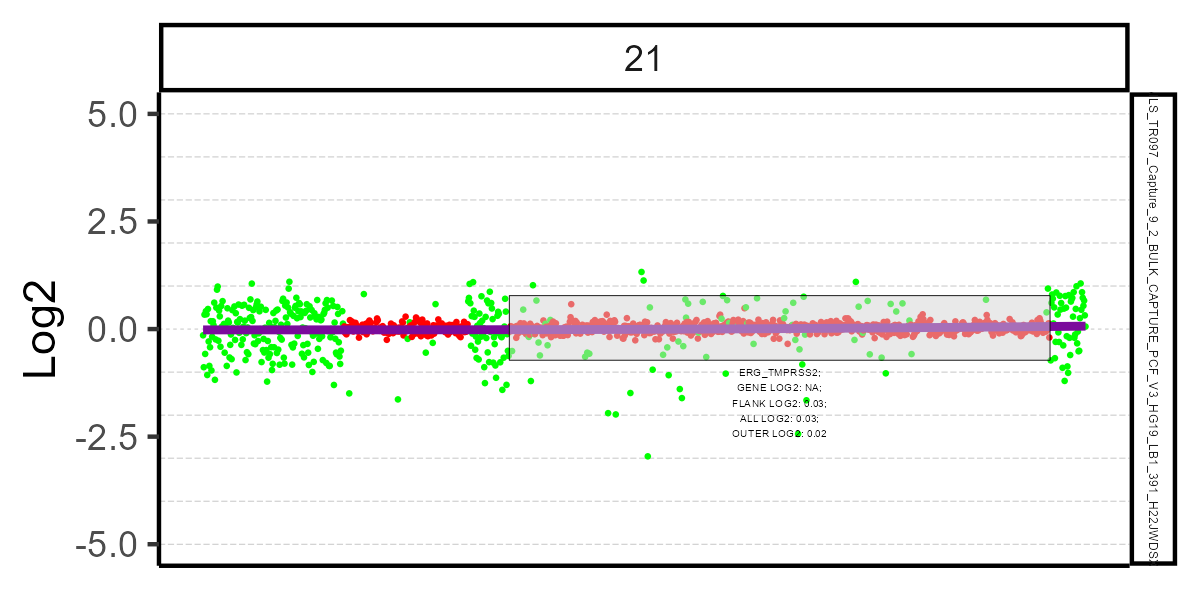 21
5.0
2.5
0.0
-2.5
-5.0
Log2
ERG_TMPRSS2;
GENE LOG2: NA;
FLANK LOG2: 0.03;
ALL LOG2: 0.03;
OUTER LOG2: 0.02
LS_TR097_Capture_9_2_BULK_CAPTURE_PCF_V3_HG19_LB1_391_H22JWDS